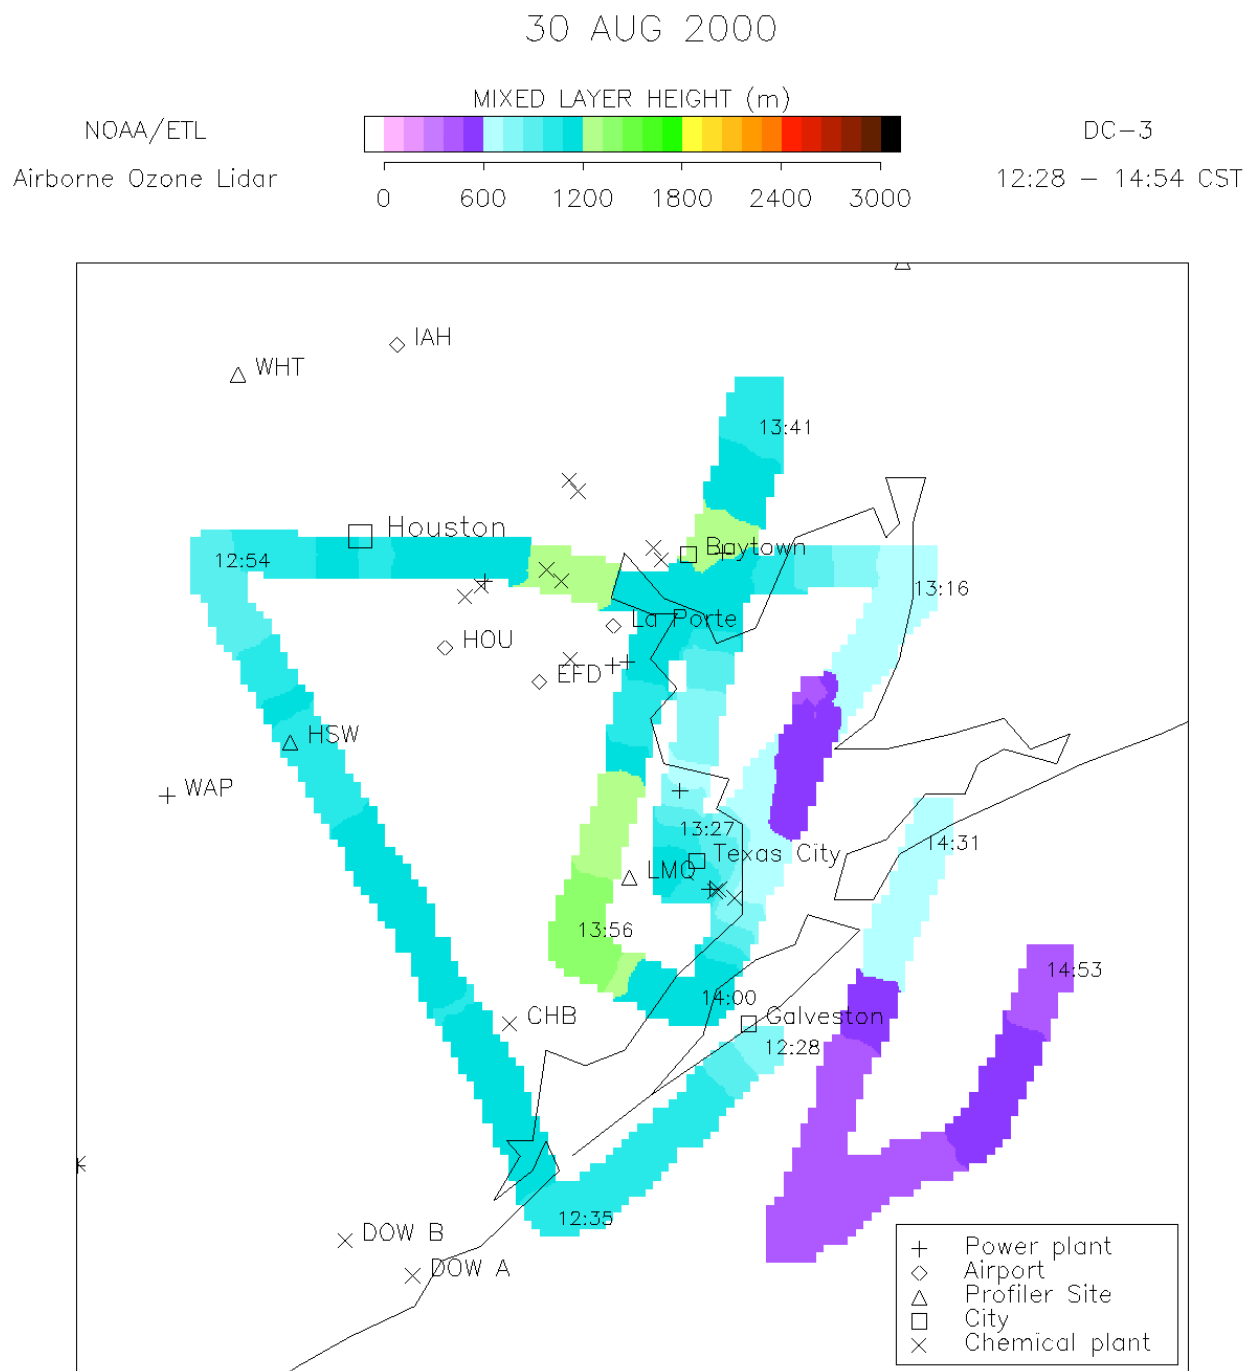 30 AUG 2000
MIXED LAYER HEIGHT (m)
NOAA/ETL
DC-3
Airborne Ozone Lidar
12:28 - 14:54 CST
0 600 1200 1800 2400 3000
IAH
WHT
13:41
Houston
Baytown
12:54
13:16
La Porte
HOU
EFD
HSW
WAP
13:27
14:31
Texas City
LMQ
13:56
14:53
14:00
CHB
Galveston
12:28
12:35
DOW B
DOW A
Power plant
Airport
Profiler Site
City
Chemical plant